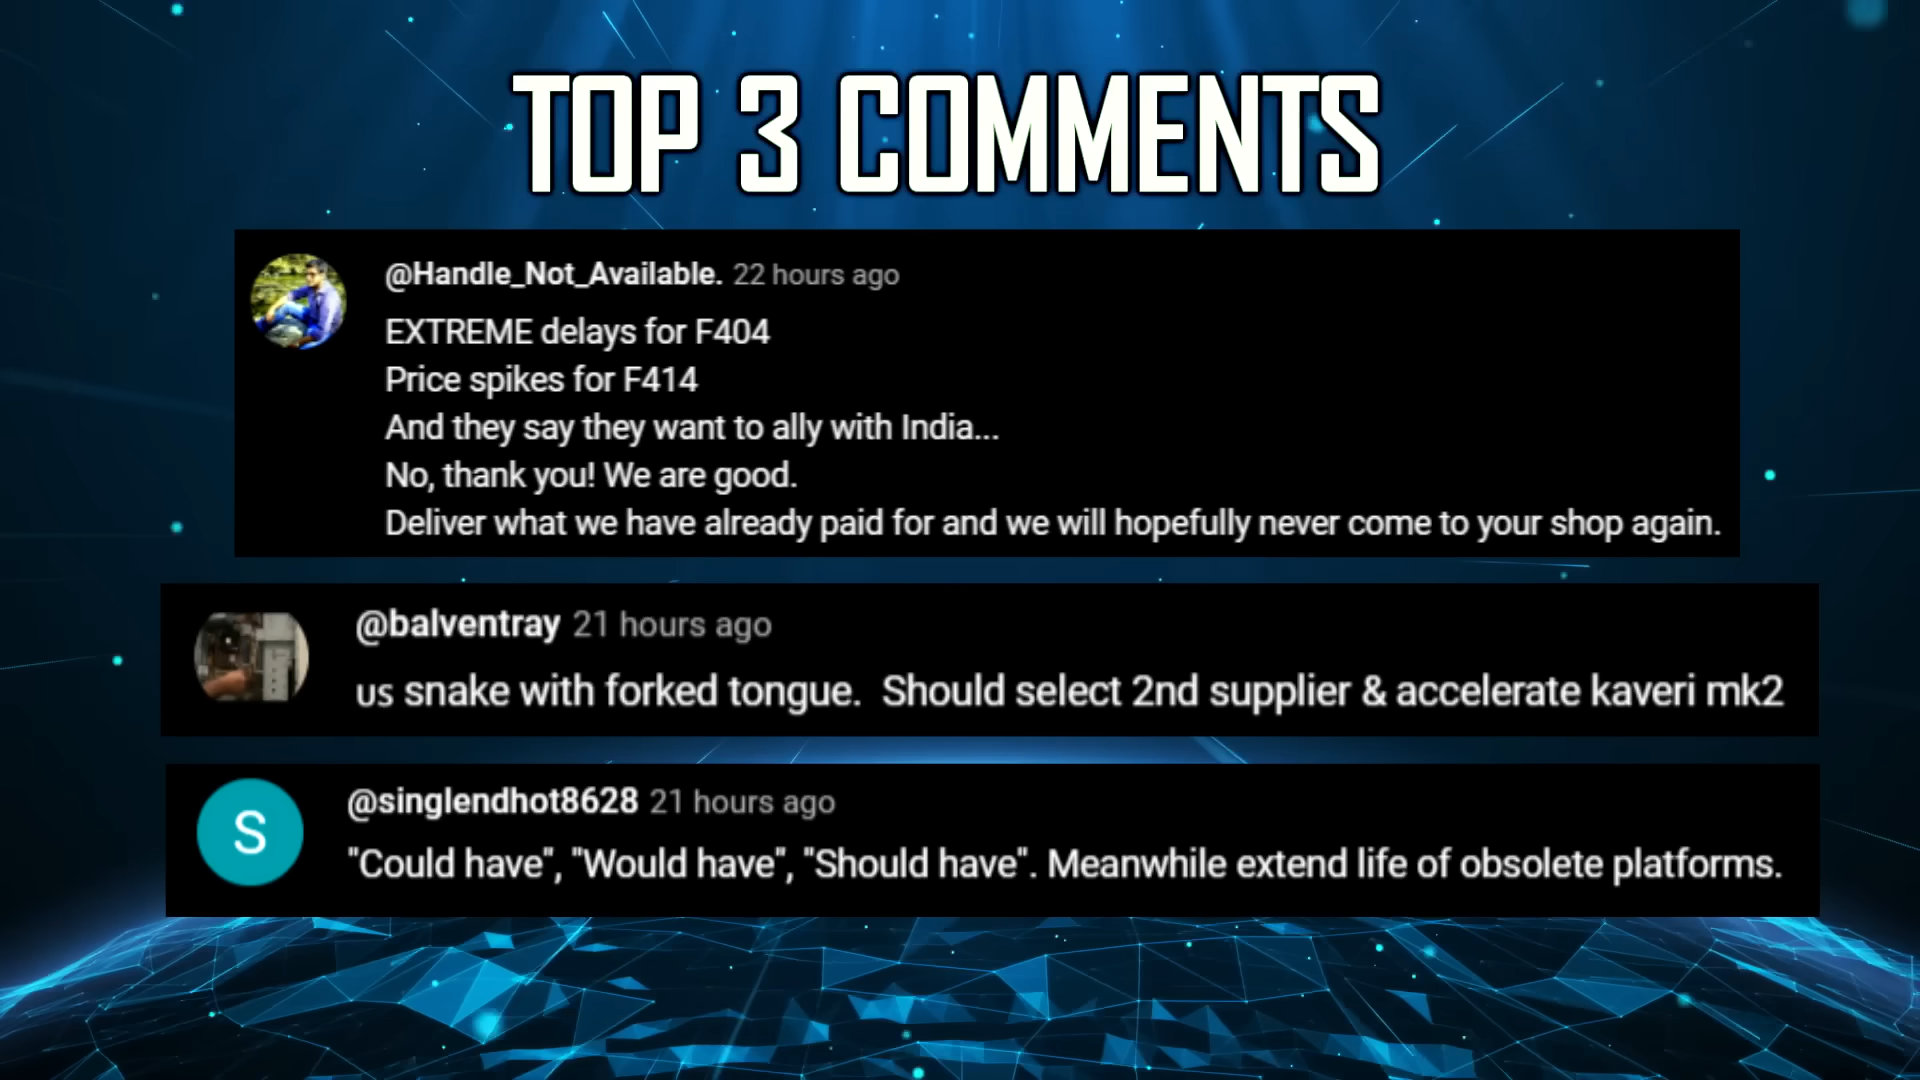 TOP 3 COMMENTS
@Handle_Not_Available. 22 hours ago
EXTREME delays for F404
Price spikes for F414
And they say they want to ally with India...
No, thank you! We are good.
Deliver what we have already paid for and we will hopefully never come to your shop again.
@balventray 21 hours ago
us snake with forked tongue.  Should select 2nd supplier & accelerate kaveri mk2
S
@singlendhot8628 21 hours ago
"Could have", "Would have", "Should have". Meanwhile extend life of obsolete platforms.